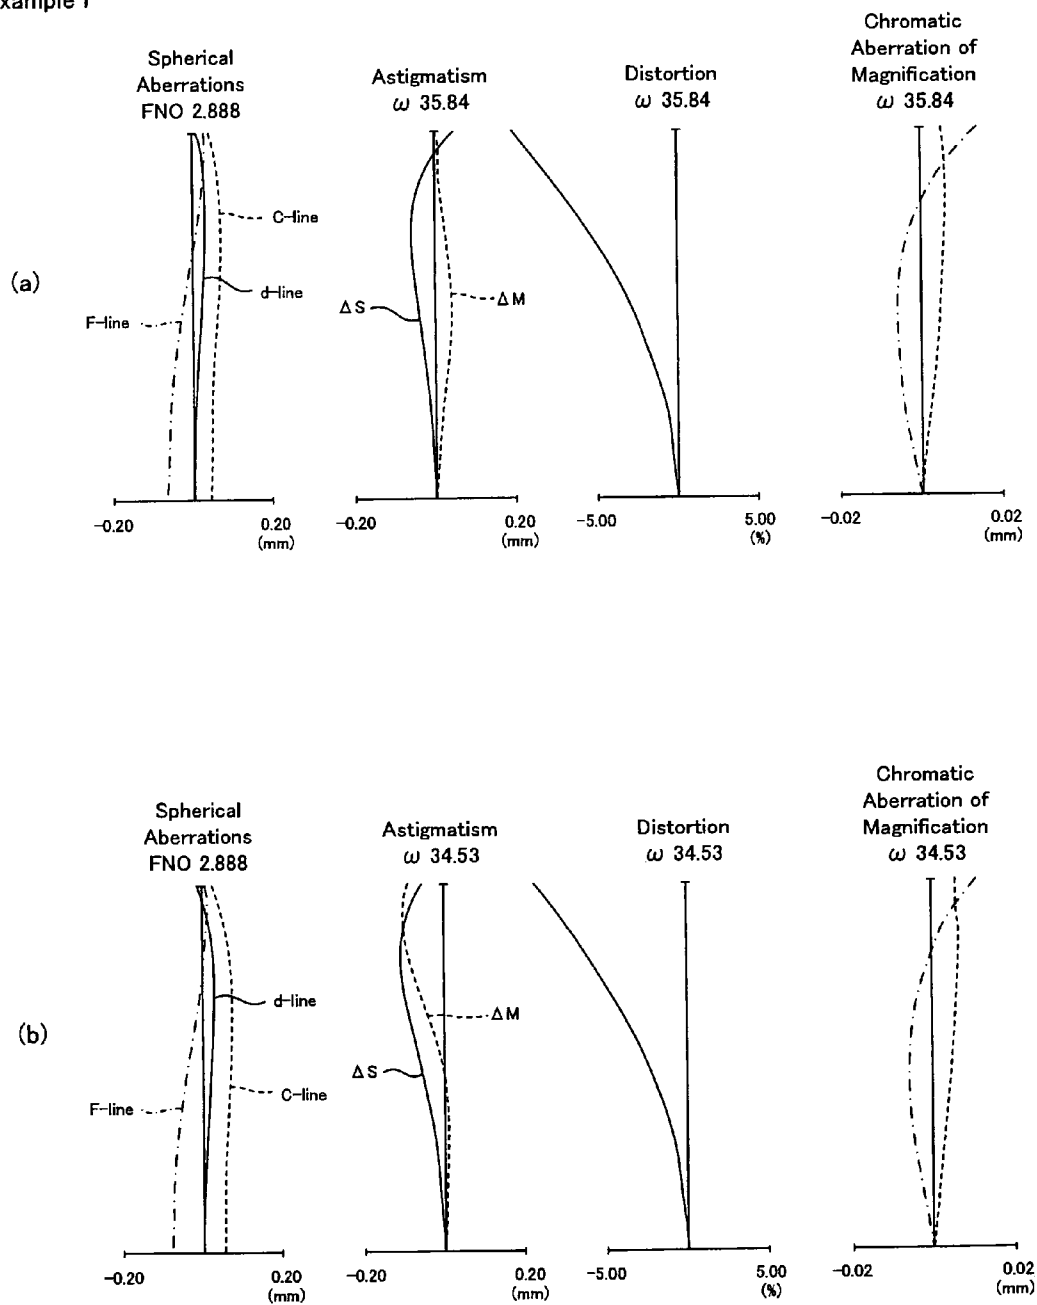 (a)
Spherical
Aberrations
FNO 2.888
Astigmatism
ω 35.84
Distortion
ω 35.84
Chromatic
Aberration of
Magnification
ω 35.84
C-line
d-line
F-line
ΔS
ΔM
-0.20
0.20
(mm)
-0.20
0.20
(mm)
-5.00
5.00
(%)
-0.02
0.02
(mm)
(b)
Spherical
Aberrations
FNO 2.888
Astigmatism
ω 34.53
Distortion
ω 34.53
Chromatic
Aberration of
Magnification
ω 34.53
d-line
C-line
F-line
ΔM
ΔS
-0.20
0.20
(mm)
-0.20
0.20
(mm)
-5.00
5.00
(%)
-0.02
0.02
(mm)